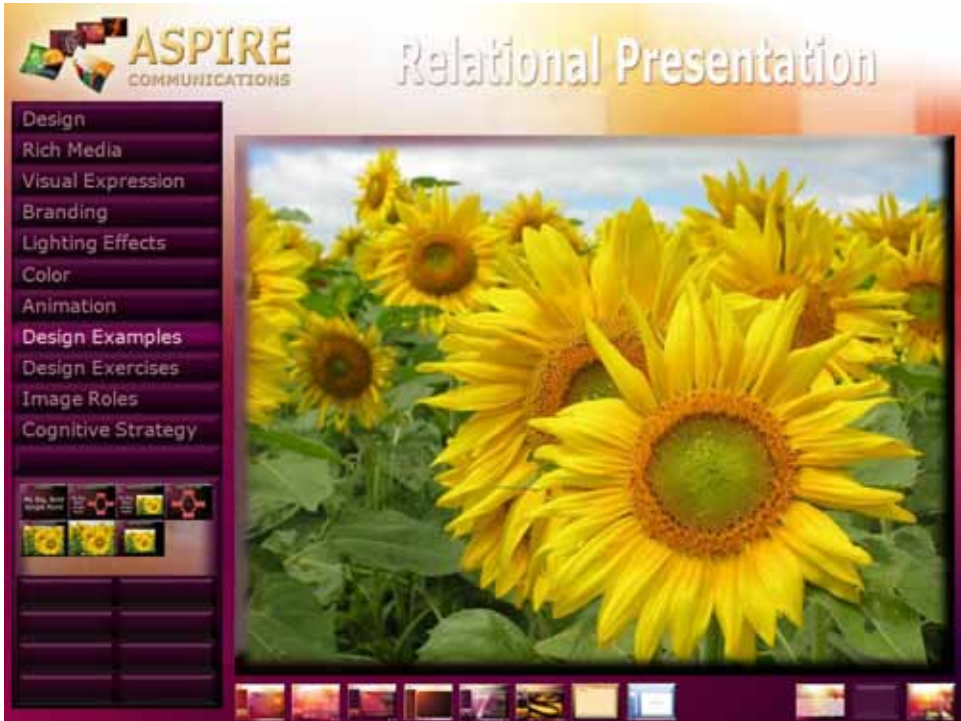 ASPIRE
COMMUNICATIONS
Relational Presentation
Design
Rich Media
Visual Expression
Branding
Lighting Effects
Color
Animation
Design Examples
Design Exercises
Image Roles
Cognitive Strategy